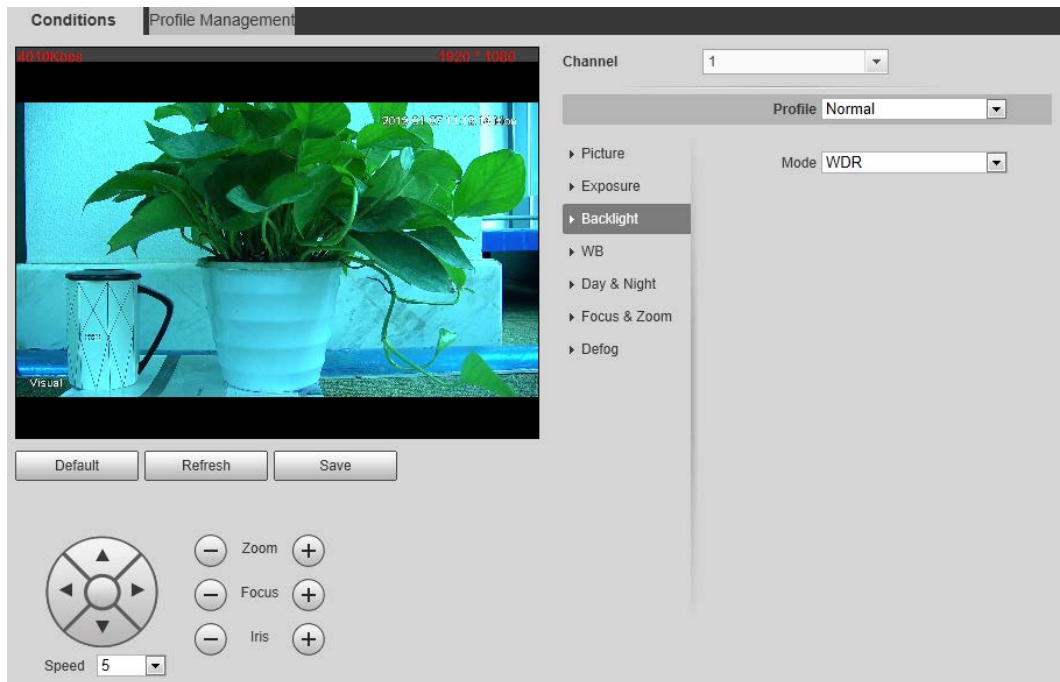 Conditions
Profile Management
4010Kbps 1920 * 1080
Visual
Default Refresh Save
Zoom
Focus
Iris
Speed 5
Channel 1
Profile Normal
Picture
Exposure
Backlight
WB
Day & Night
Focus & Zoom
Defog
Mode WDR